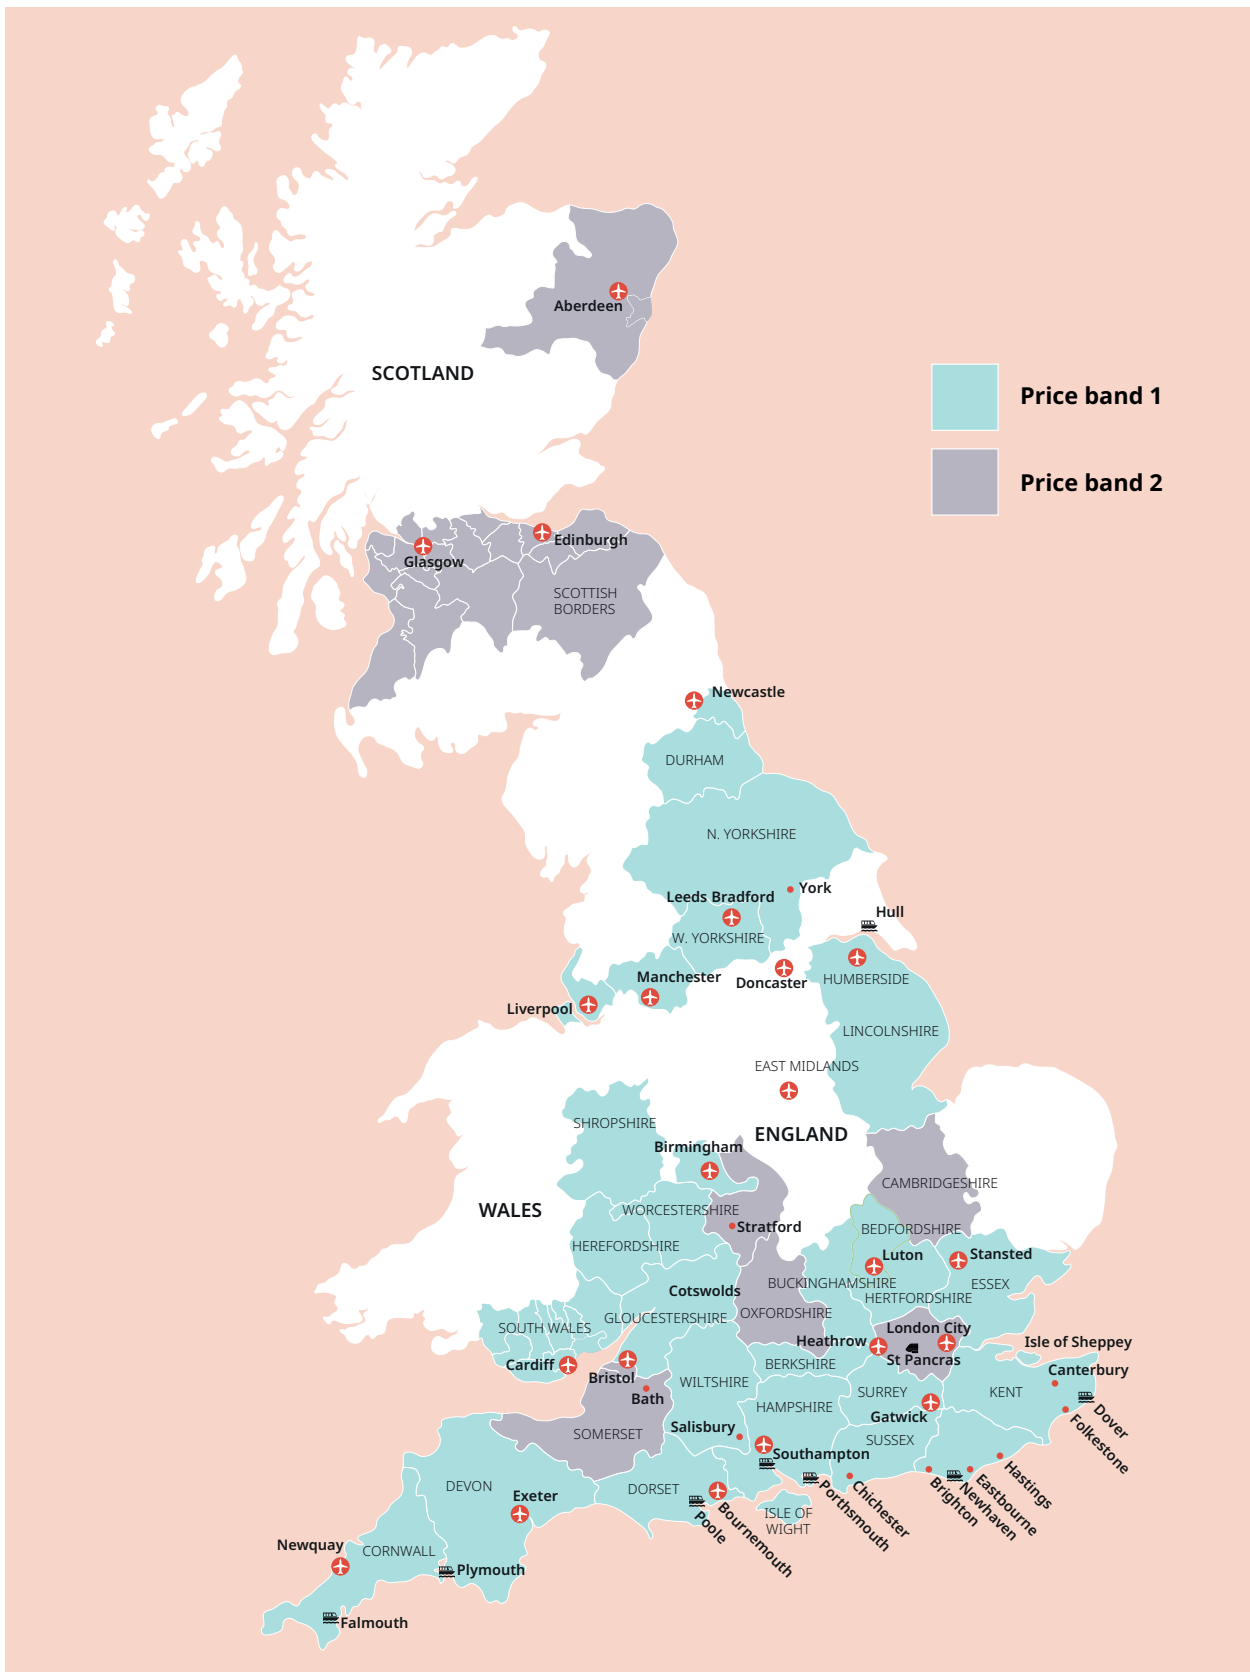 Aberdeen
SCOTLAND
Price band 1
Price band 2
Edinburgh
Glasgow
SCOTTISH
BORDERS
Newcastle
DURHAM
N. YORKSHIRE
York
Leeds Bradford
Hull
W. YORKSHIRE
Manchester
Doncaster
HUMBERSIDE
Liverpool
LINCOLNSHIRE
EAST MIDLANDS
SHROPSHIRE
ENGLAND
Birmingham
CAMBRIDGESHIRE
WALES
WORCESTERSHIRE
Stratford
BEDFORDSHIRE
HEREFORDSHIRE
Luton
Stansted
BUCKINGHAMSHIRE
ESSEX
Cotswolds
HERTFORDSHIRE
OXFORDSHIRE
GLOUCESTERSHIRE
SOUTH WALES
London City
Heathrow
Isle of Sheppey
St Pancras
Cardiff
BERKSHIRE
Canterbury
Bristol
WILTSHIRE
SURREY
KENT
Bath
HAMPSHIRE
Gatwick
Dover
Folkestone
Salisbury
SOMERSET
SUSSEX
Southampton
Hastings
DEVON
DORSET
Exeter
Eastbourne
Newhaven
Brighton
Chichester
Porthsmouth
ISLE OF
WIGHT
Bournemouth
Poole
Newquay
CORNWALL
Plymouth
Falmouth